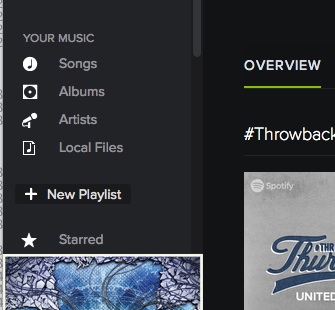 YOUR MUSIC
Songs
Albums
Artists
Local Files
+ New Playlist
Starred
OVERVIEW
#Throwback
Spotify
THR
Thur
UNITED